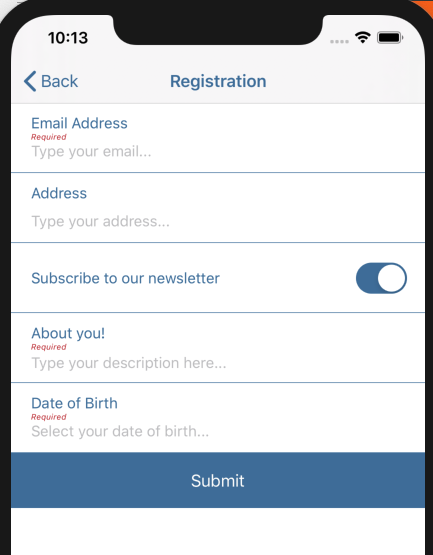 10:13
Back
Registration
Email Address
Required
Type your email...
Address
Type your address...
Subscribe to our newsletter
About you!
Required
Type your description here...
Date of Birth
Required
Select your date of birth...
Submit